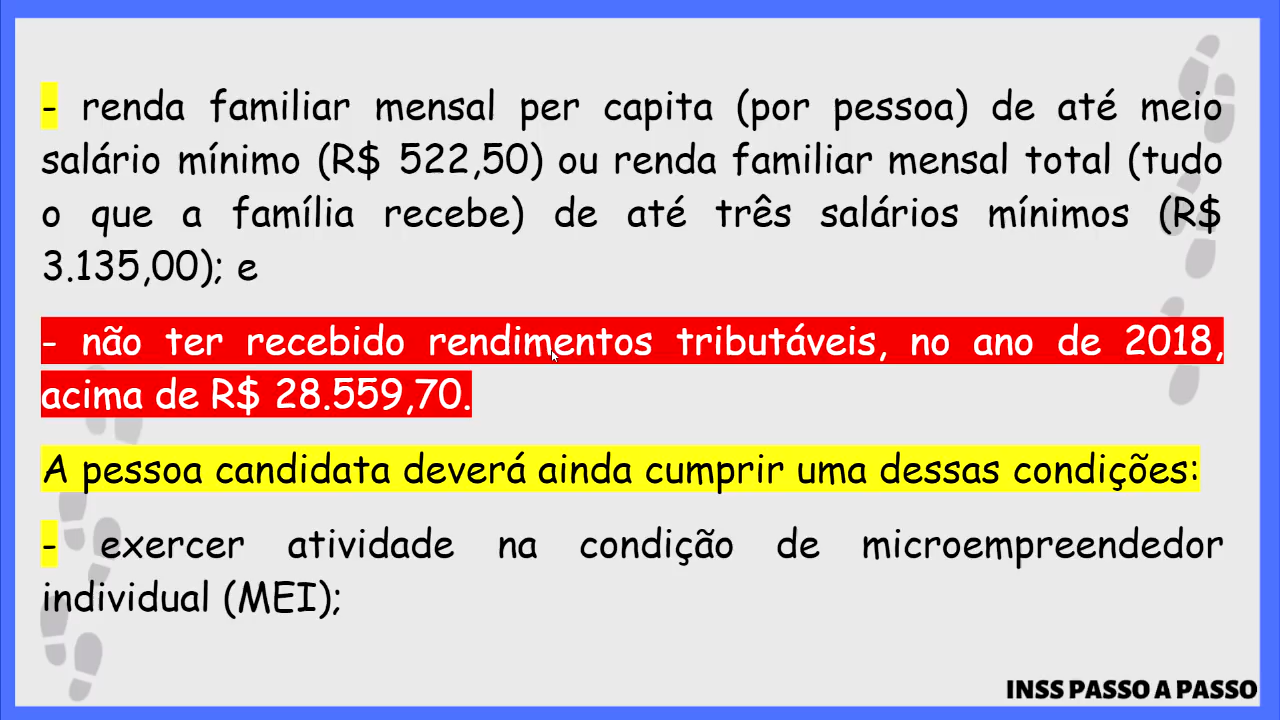 - renda familiar mensal per capita (por pessoa) de até meio
salário mínimo (R$ 522,50) ou renda familiar mensal total (tudo
o que a família recebe) de até três salários mínimos (R$
3.135,00); e
- não ter recebido rendimentos tributáveis, no ano de 2018,
acima de R$ 28.559,70.
A pessoa candidata deverá ainda cumprir uma dessas condições:
- exercer atividade na condição de microempreendedor
individual (MEI);
INSS PASSO A PASSO